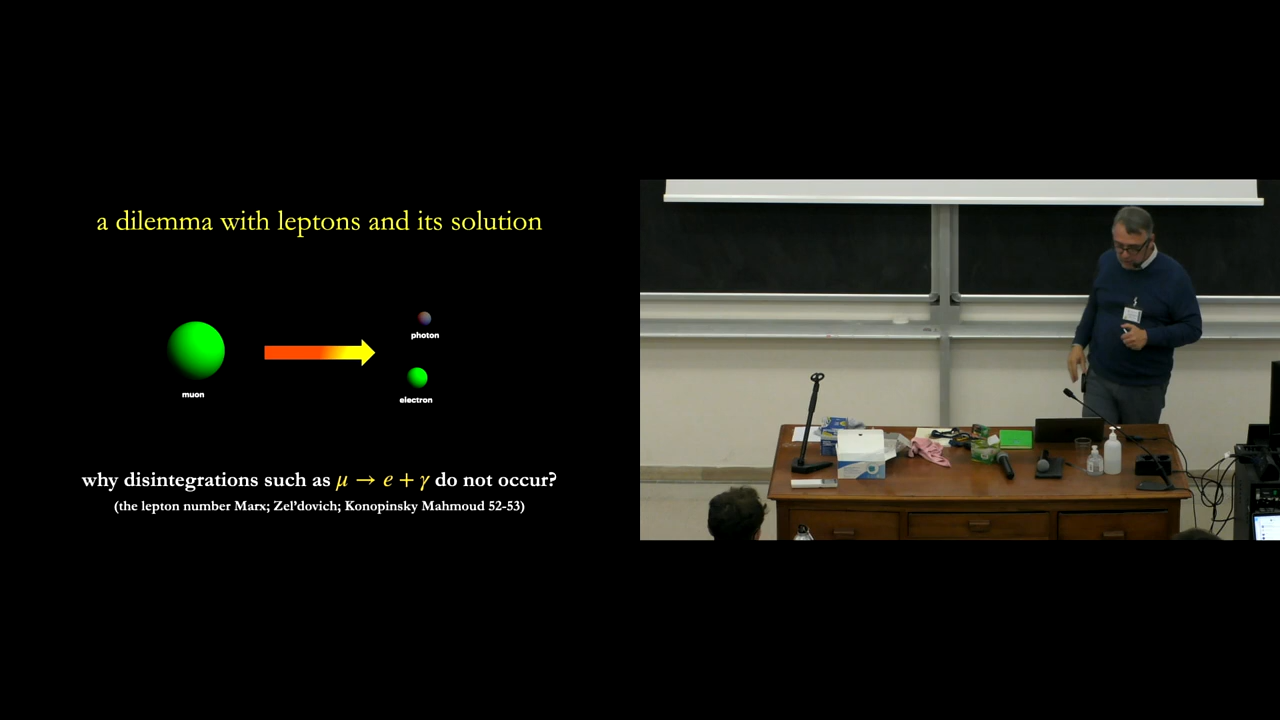 a dilemma with leptons and its solution
photon
muon
electron
why disintegrations such as μ → e + γ do not occur?
(the lepton number Marx; Zel'dovich; Konopinsky Mahmoud 52-53)